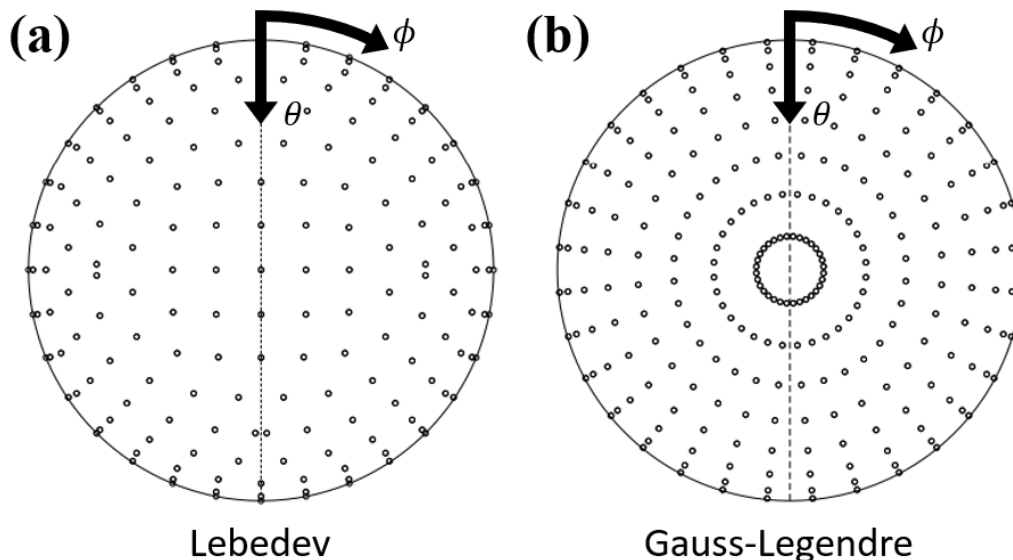 (a)
ϕ
θ
Lebedev
(b)
ϕ
θ
Gauss-Legendre